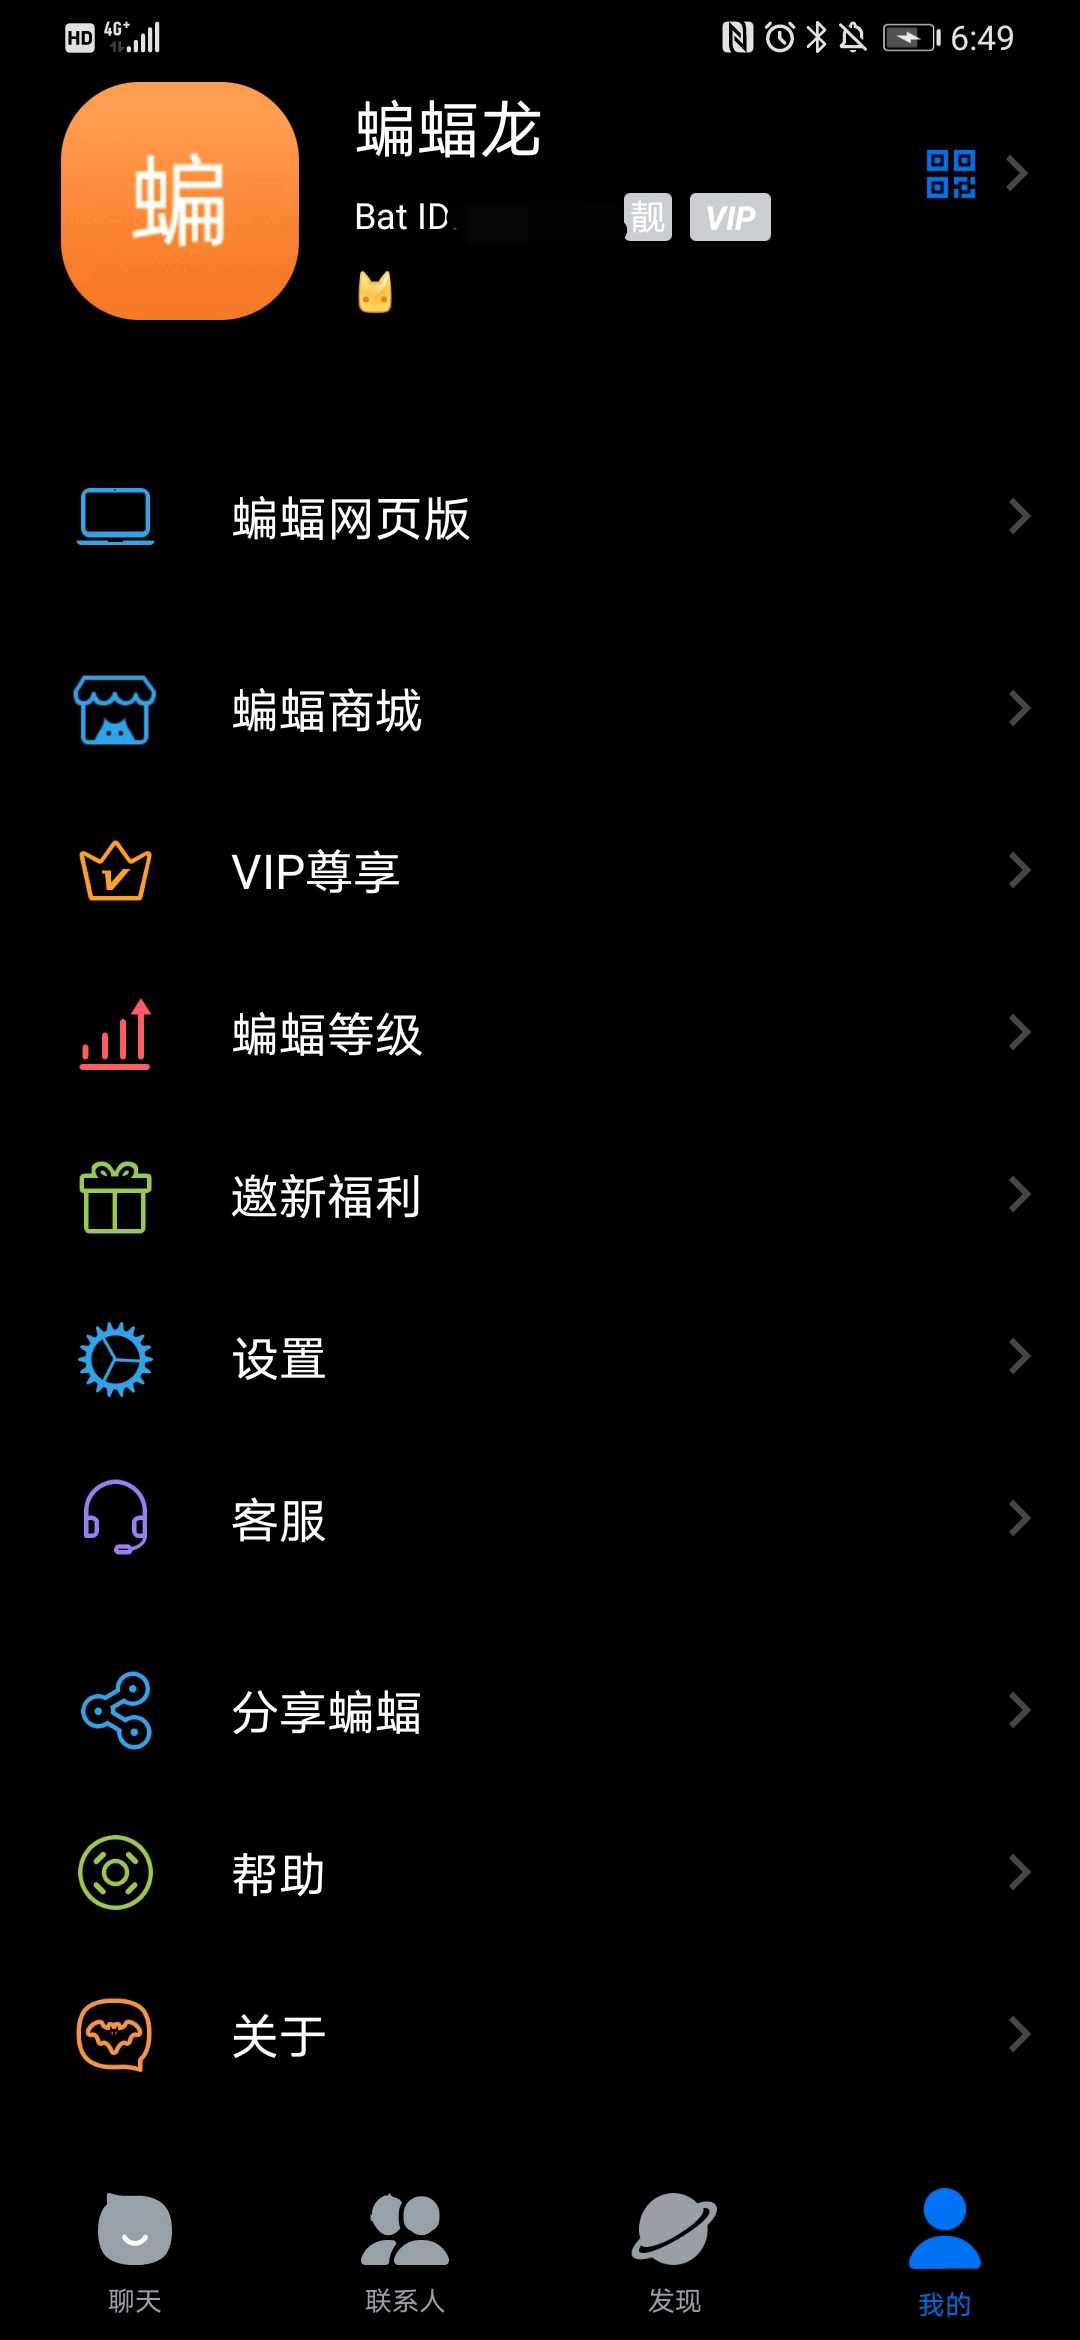 HD 4G+ 6:49
蝙
蝙蝠龙
Bat ID 靓 VIP
蝙蝠网页版
蝙蝠商城
VIP尊享
蝙蝠等级
邀新福利
设置
客服
分享蝙蝠
帮助
关于
聊天 联系人 发现 我的